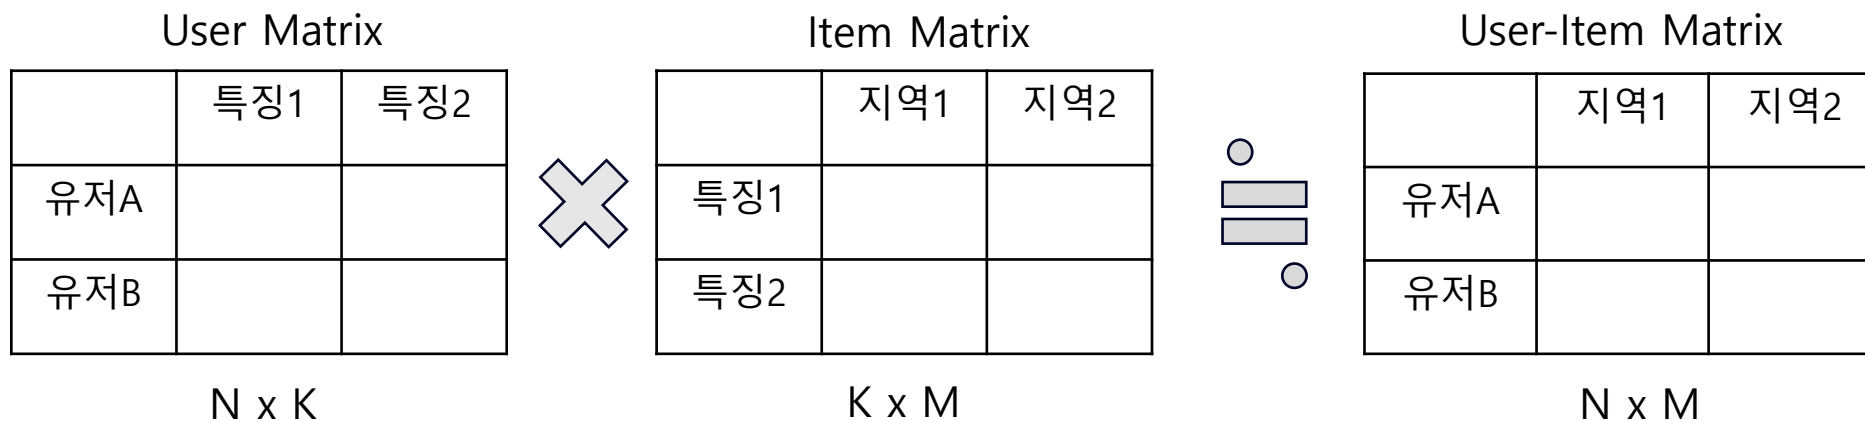 User Matrix
Item Matrix
User-Item Matrix
특징1 특징2
지역1 지역2
지역1 지역2
유저A
특징1
유저A
유저B
특징2
유저B
N x K
K x M
N x M